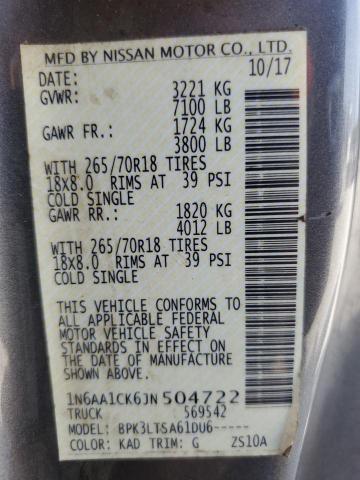 MFD BY NISSAN MOTOR CO., LTD.
DATE: 10/17
GVWR: 3221 KG
7100 LB
GAWR FR.: 1724 KG
3800 LB
WITH 265/70R18 TIRES
18X8.0 RIMS AT 39 PSI
COLD SINGLE
GAWR RR.: 1820 KG
4012 LB
WITH 265/70R18 TIRES
18X8.0 RIMS AT 39 PSI
COLD SINGLE
THIS VEHICLE CONFORMS TO
ALL APPLICABLE FEDERAL
MOTOR VEHICLE SAFETY
STANDARDS IN EFFECT ON
THE DATE OF MANUFACTURE
SHOWN ABOVE.
1N6AA1CK6JN504722
TRUCK 569542
MODEL: BPK3LTSA61DU6-----
COLOR: KAD TRIM: G ZS10A